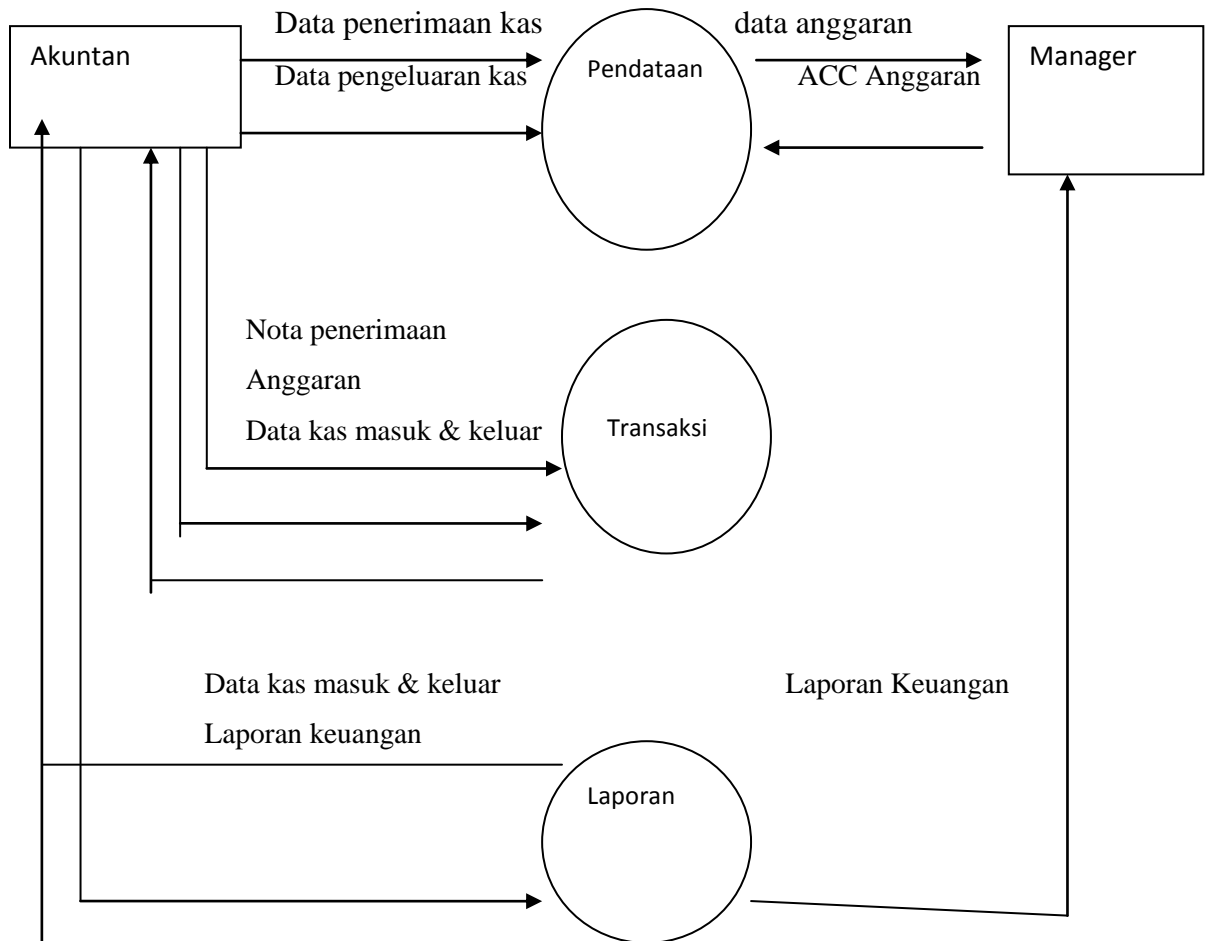 Data penerimaan kas
data anggaran
Akuntan
Pendataan
Manager
Data pengeluaran kas
ACC Anggaran
Nota penerimaan
Anggaran
Data kas masuk & keluar
Transaksi
Data kas masuk & keluar
Laporan Keuangan
Laporan keuangan
Laporan